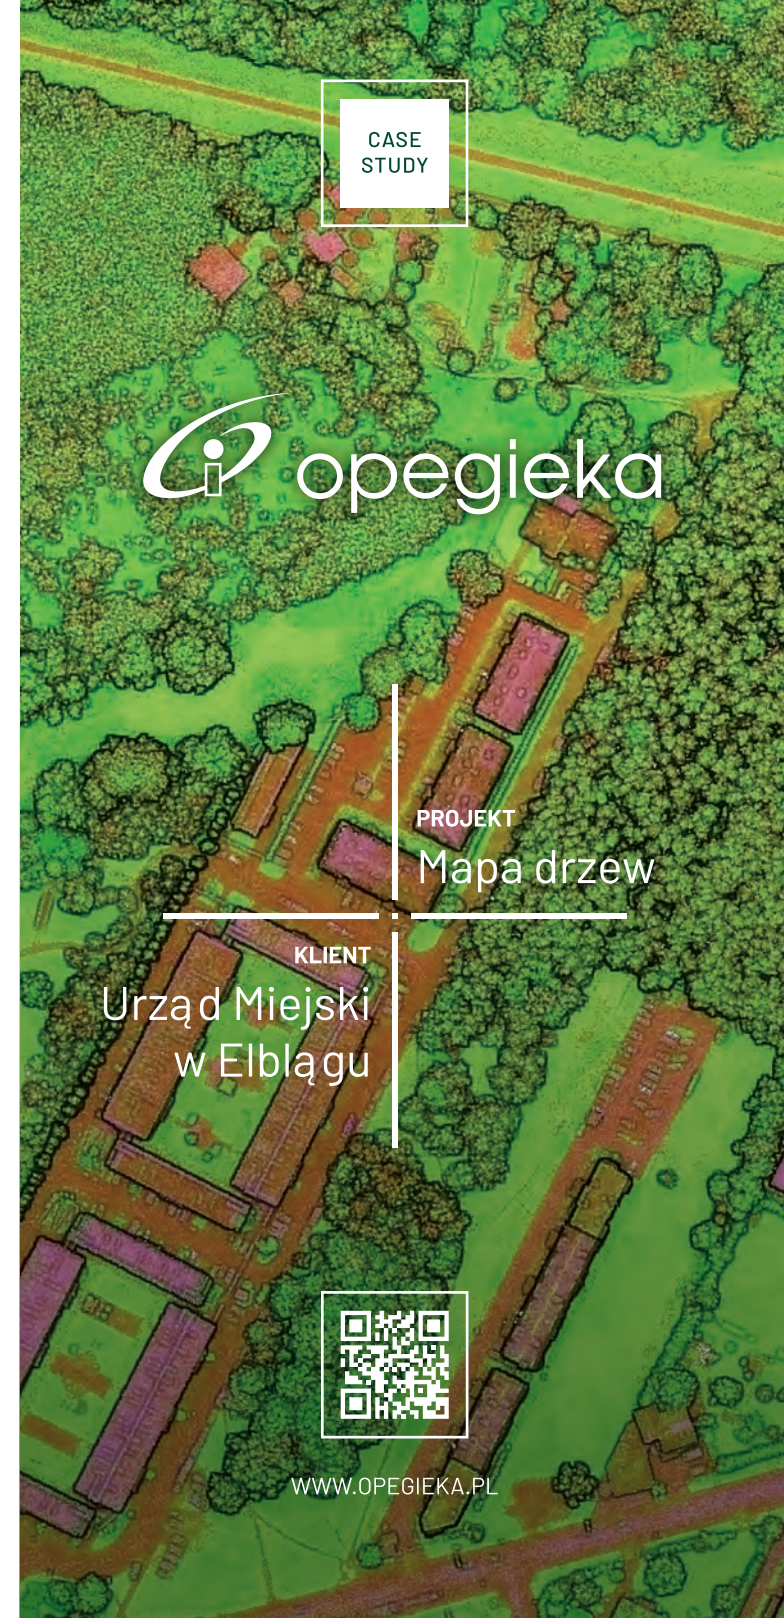 CASE
STUDY
opegieka
PROJEKT
Mapa drzew
KLIENT
Urząd Miejski
w Elblągu
WWW.OPEGIEKA.PL